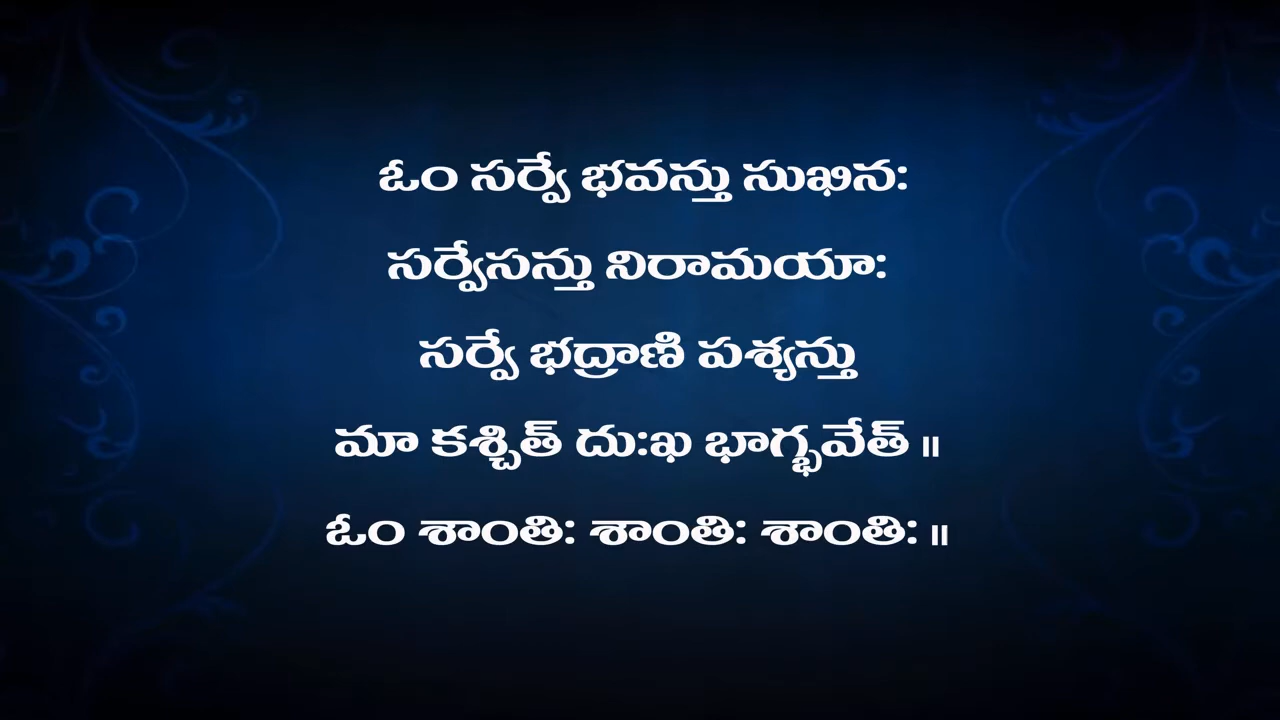 ఓం సర్వే భవన్తు సుఖిన:
సర్వేసన్తు నిరామయా:
సర్వే భద్రాణి పశ్యన్తు
మా కశ్చిత్ దు:ఖ భాగ్భవేత్ ॥
ఓం శాంతి: శాంతి: శాంతి: ॥